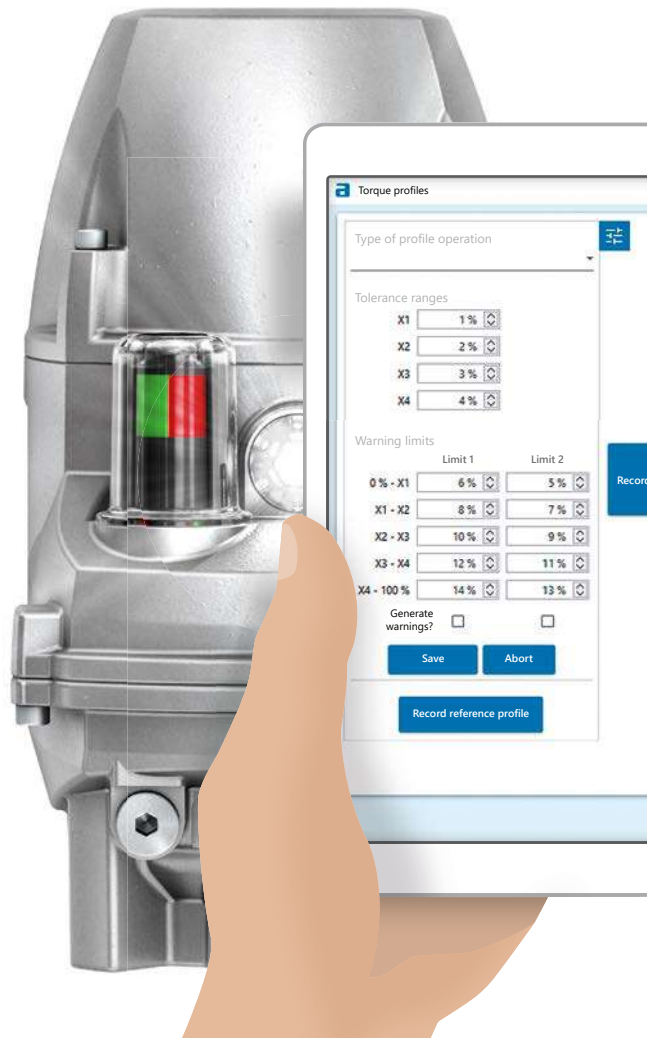 a Torque profiles
Type of profile operation
Tolerance ranges
X1 1 %
X2 2 %
X3 3 %
X4 4 %
Warning limits
Limit 1 Limit 2
0 % - X1 6 % 5 %
X1 - X2 8 % 7 %
X2 - X3 10 % 9 %
X3 - X4 12 % 11 %
X4 - 100 % 14 % 13 %
Generate
warnings?
Save Abort
Record reference profile
Record